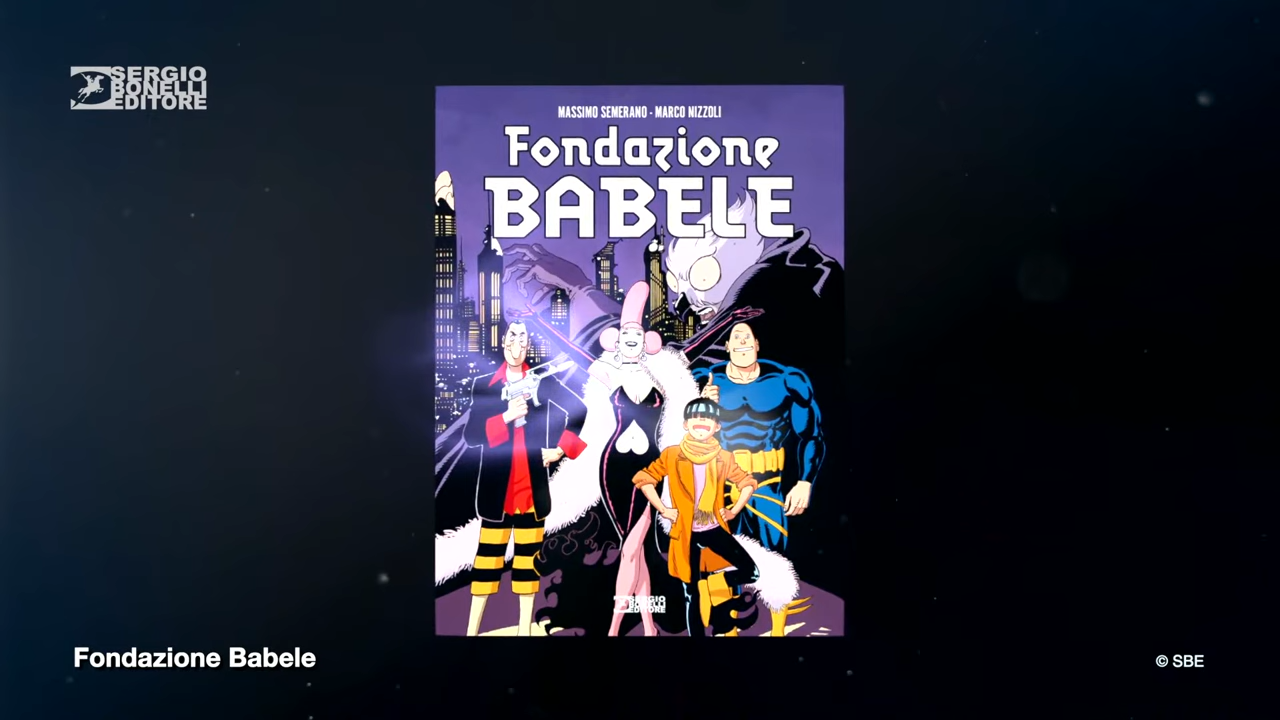 SERGIO
BONELLI
EDITORE
MASSIMO SEMERANO - MARCO NIZZOLI
Fondazione
BABELE
SERGIO
BONELLI
EDITORE
Fondazione Babele
© SBE